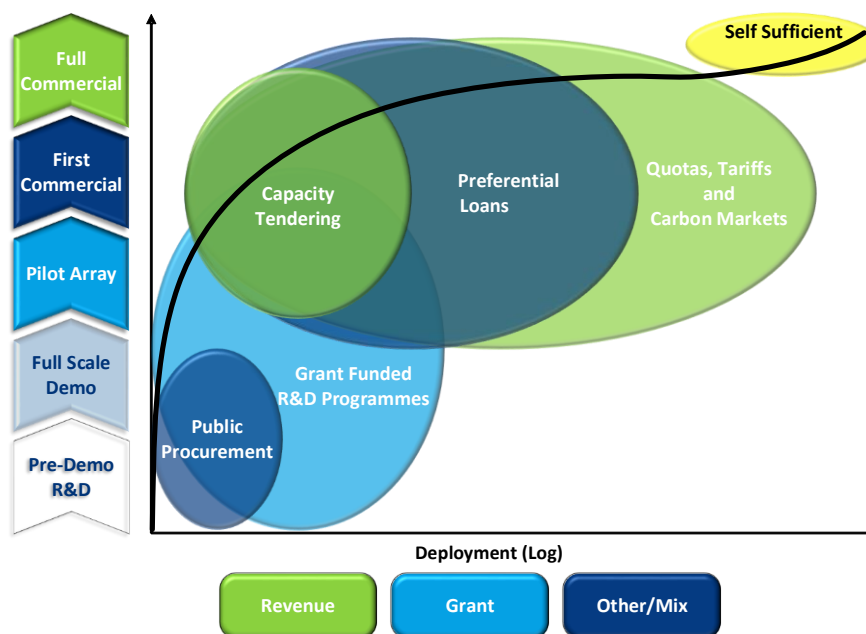 Full
Commercial
First
Commercial
Pilot Array
Full Scale
Demo
Pre-Demo
R&D
Self Sufficient
Capacity
Tendering
Preferential
Loans
Quotas, Tariffs
and
Carbon Markets
Grant Funded
R&D Programmes
Public
Procurement
Deployment (Log)
Revenue
Grant
Other/Mix